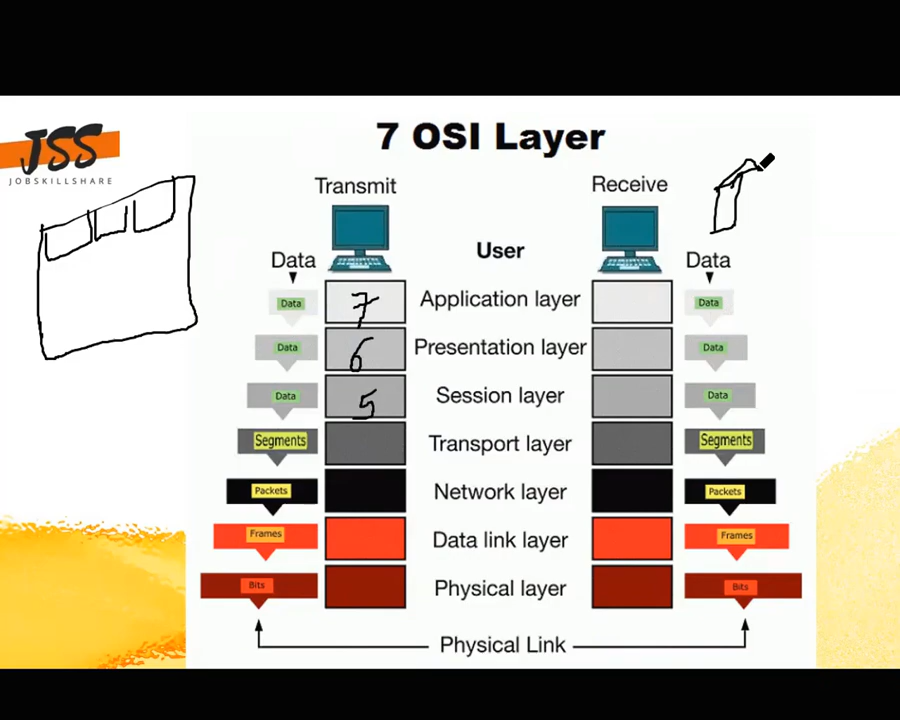 7 OSI Layer
JSS
JOBSKILLSHARE
Transmit
Receive
User
Data
Data
Data 7 Application layer Data
Data 6 Presentation layer Data
Data 5 Session layer Data
Segments Transport layer Segments
Packets Network layer Packets
Frames Data link layer Frames
Bits Physical layer Bits
Physical Link